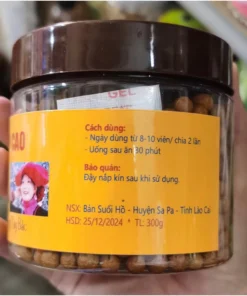 GEL
CAO
Cách dùng:
- Ngày dùng từ 8-10 viên/ chia 2 lần
- Uống sau ăn 30 phút
Bảo quản:
Đậy nắp kín sau khi sử dụng.
NSX: Bản Suối Hồ - Huyện Sa Pa - Tỉnh Lào Cai
HSD: 25/12/2024 * TL: 300g